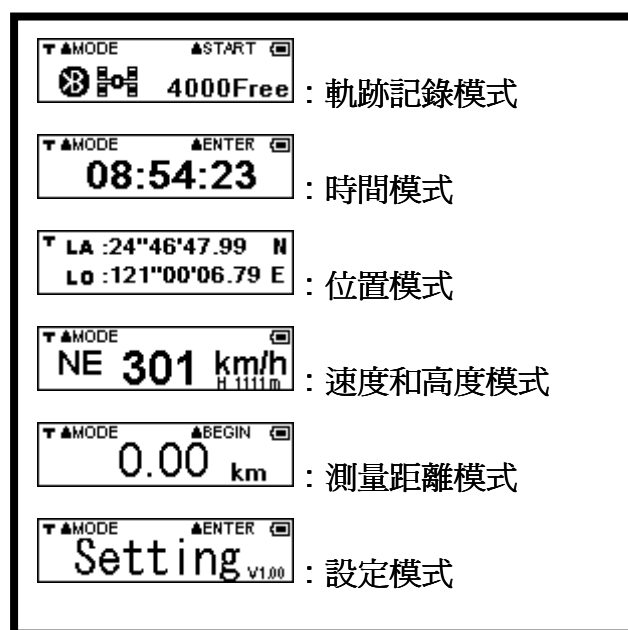 ▲MODE ▲START
4000Free
：軌跡記錄模式
▲MODE ▲ENTER
08:54:23
：時間模式
LA :24"46'47.99 N
LO :121"00'06.79 E
：位置模式
▲MODE
NE 301 km/h
H 1111m
：速度和高度模式
▲MODE ▲BEGIN
0.00 km
：測量距離模式
▲MODE ▲ENTER
Setting V1.00
：設定模式